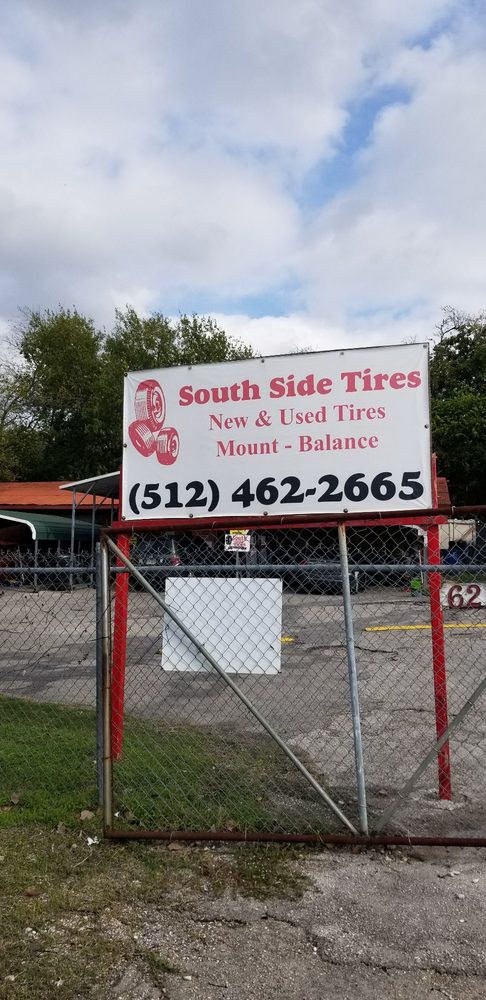 South Side Tires
New & Used Tires
Mount - Balance
(512) 462-2665
62